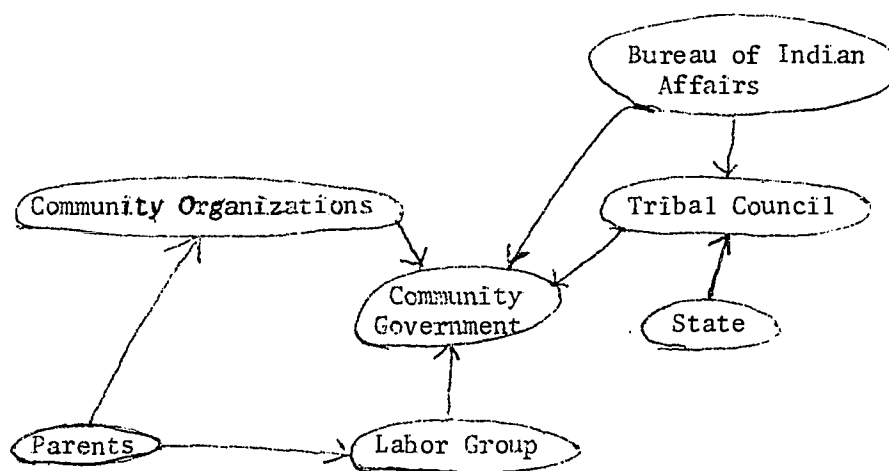 Bureau of Indian
Affairs
Community Organizations
Tribal Council
Community
Government
State
Parents
Labor Group